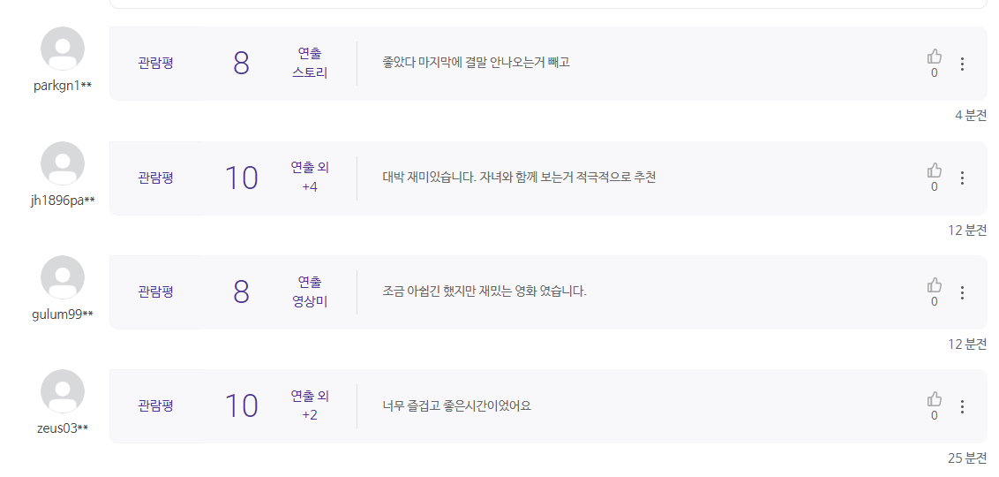 관람평
8
연출
스토리
좋았다 마지막에 결말 안나오는거 빼고
0
parkgn1**
4 분전
관람평
10
연출 외
+4
대박 재미있습니다. 자녀와 함께 보는거 적극적으로 추천
0
jh1896pa**
12 분전
관람평
8
연출
영상미
조금 아쉽긴 했지만 재밌는 영화 였습니다.
0
gulum99**
12 분전
관람평
10
연출 외
+2
너무 즐겁고 좋은시간이었어요
0
zeus03**
25 분전